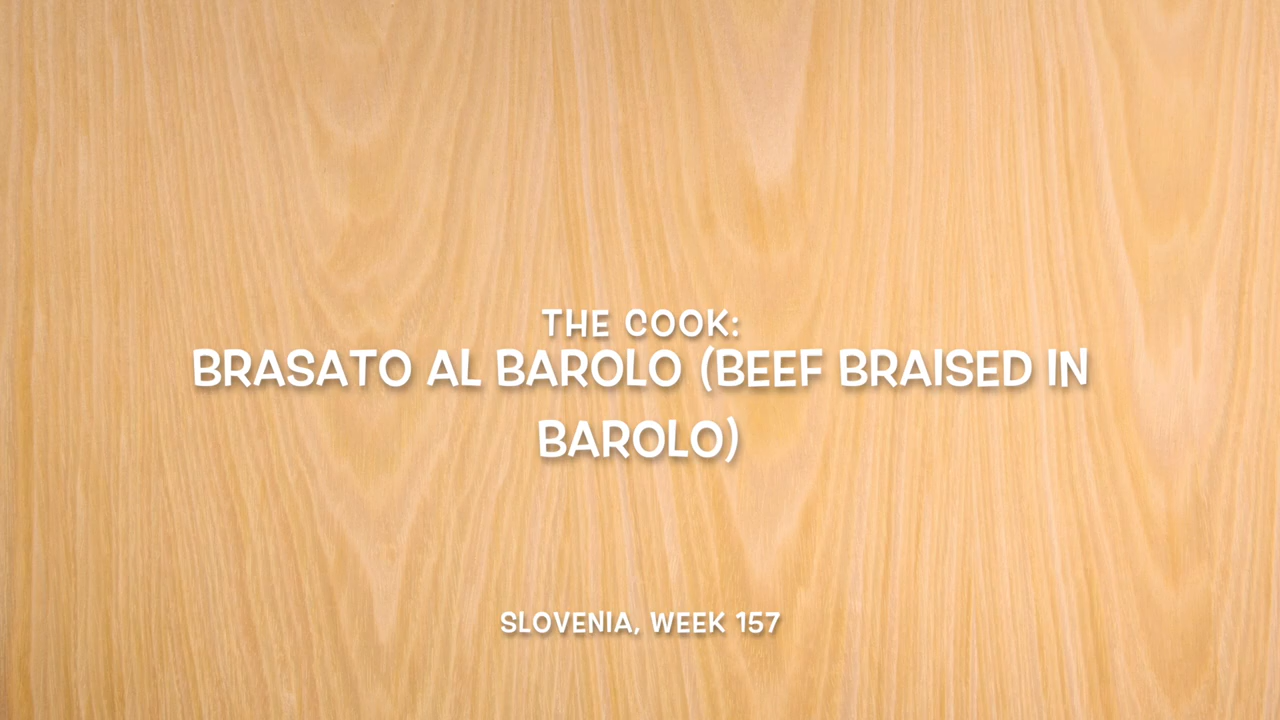 THE COOK:
BRASATO AL BAROLO (BEEF BRAISED IN
BAROLO)
SLOVENIA, WEEK 157